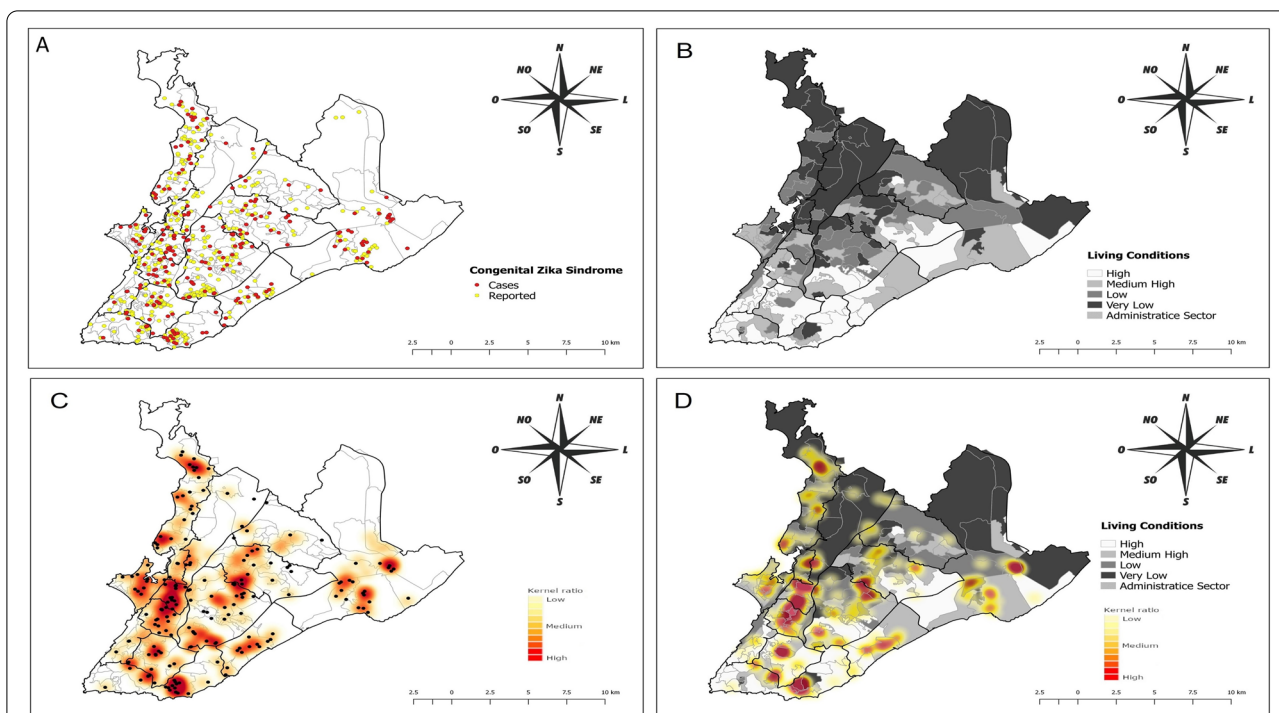 A
N
NO
NE
O
L
SO
SE
S
Congenital Zika Sindrome
Cases
Reported
2.5 0 2.5 5 7.5 10 km
B
N
NO
NE
O
L
SO
SE
S
Living Conditions
High
Medium High
Low
Very Low
Administratice Sector
2.5 0 2.5 5 7.5 10 km
C
N
NO
NE
O
L
SO
SE
S
Kernel ratio
Low
Medium
High
2.5 0 2.5 5 7.5 10 km
D
N
NO
NE
O
L
SO
SE
S
Living Conditions
High
Medium High
Low
Very Low
Administratice Sector
Kernel ratio
Low
Medium
High
2.5 0 2.5 5 7.5 10 km